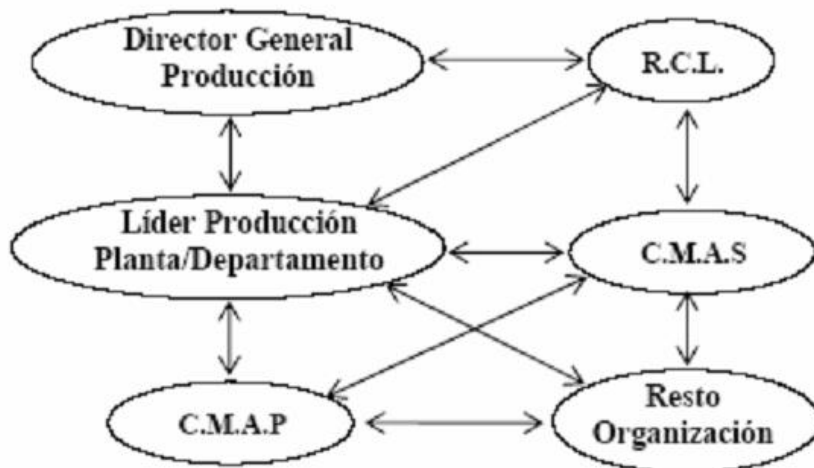 Director General
Producción
R.C.L.
Líder Producción
Planta/Departamento
C.M.A.S
C.M.A.P
Resto
Organización